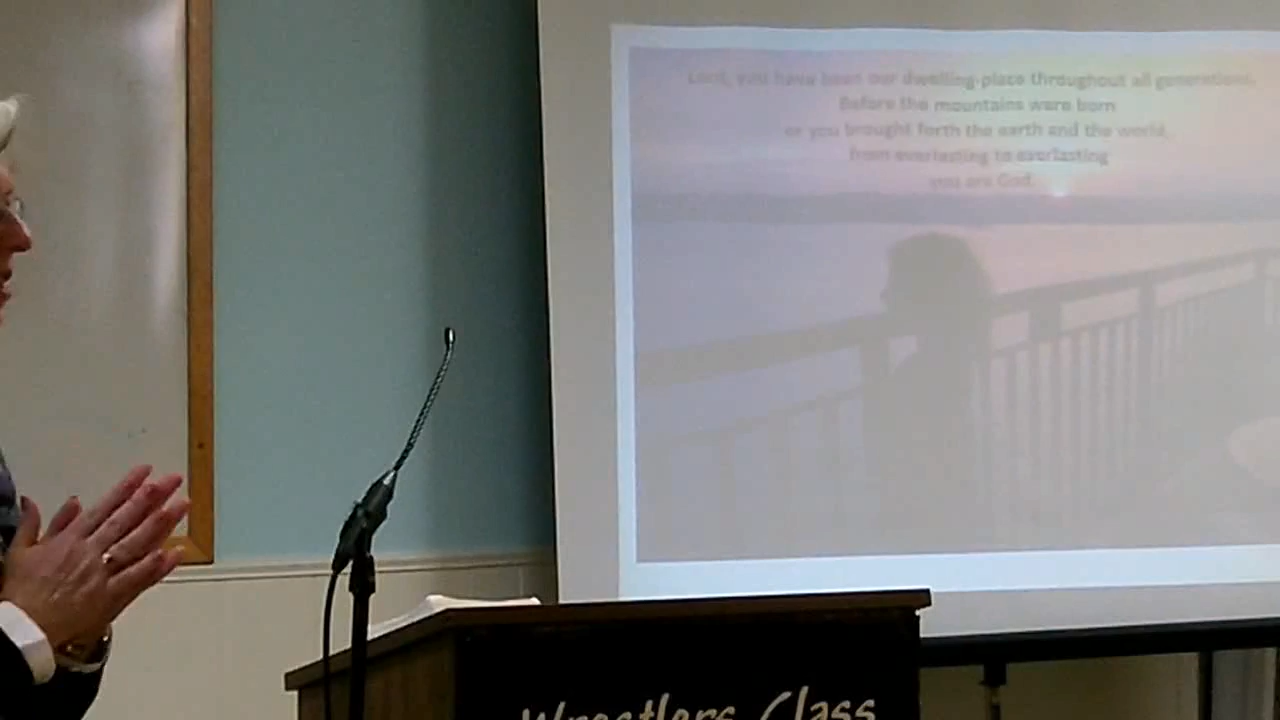 Lord, you have been our dwelling-place throughout all generations.
Before the mountains were born
or you brought forth the earth and the world,
from everlasting to everlasting
you are God.
Wrestlers Class